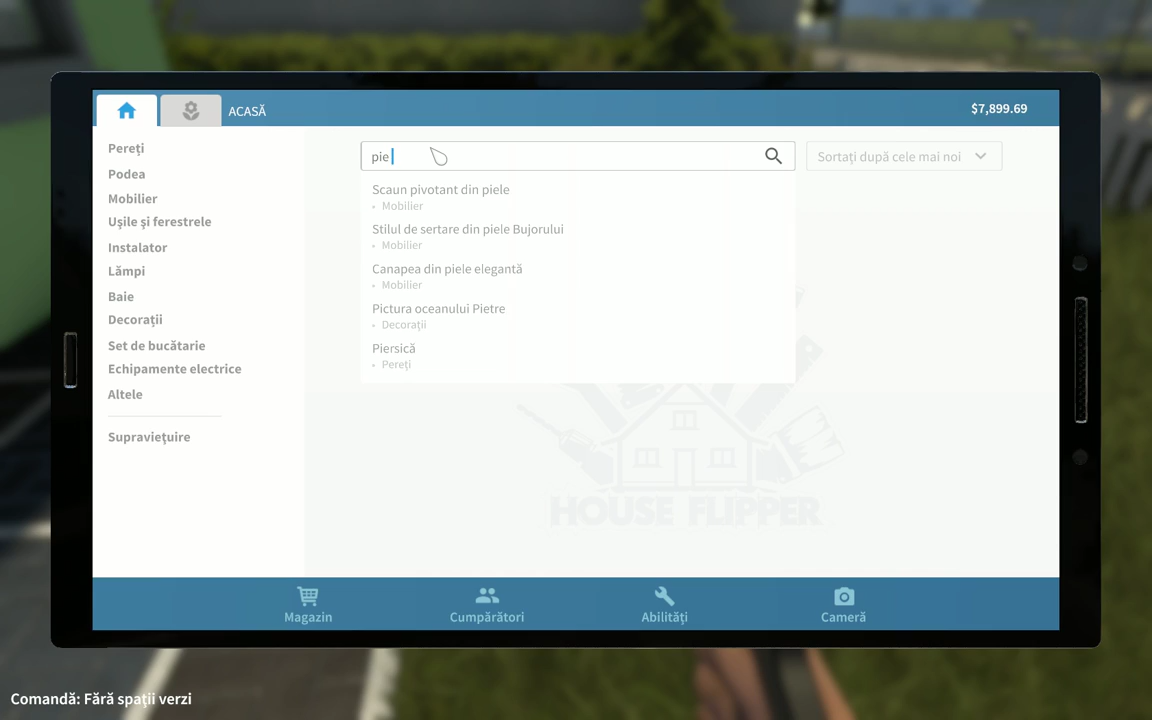 ACASĂ
$7,899.69
Pereți
Podea
Mobilier
Ușile și ferestrele
Instalator
Lămpi
Baie
Decorații
Set de bucătarie
Echipamente electrice
Altele
Supraviețuire
pie
Sortați după cele mai noi
Scaun pivotant din piele
• Mobilier
Stilul de sertare din piele Bujorului
• Mobilier
Canapea din piele elegantă
• Mobilier
Pictura oceanului Pietre
• Decorații
Piersică
• Pereți
HOUSE FLIPPER
Magazin
Cumpărători
Abilități
Cameră
Comandă: Fără spații verzi